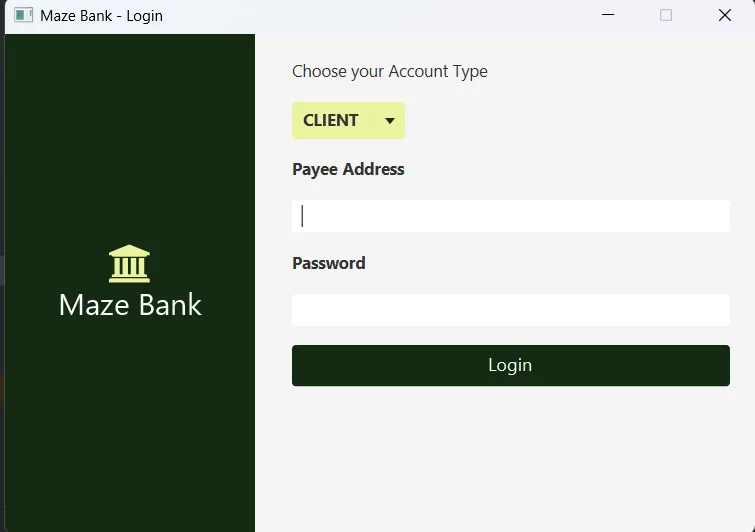 Maze Bank - Login
Maze Bank
Choose your Account Type
CLIENT
Payee Address
Password
Login